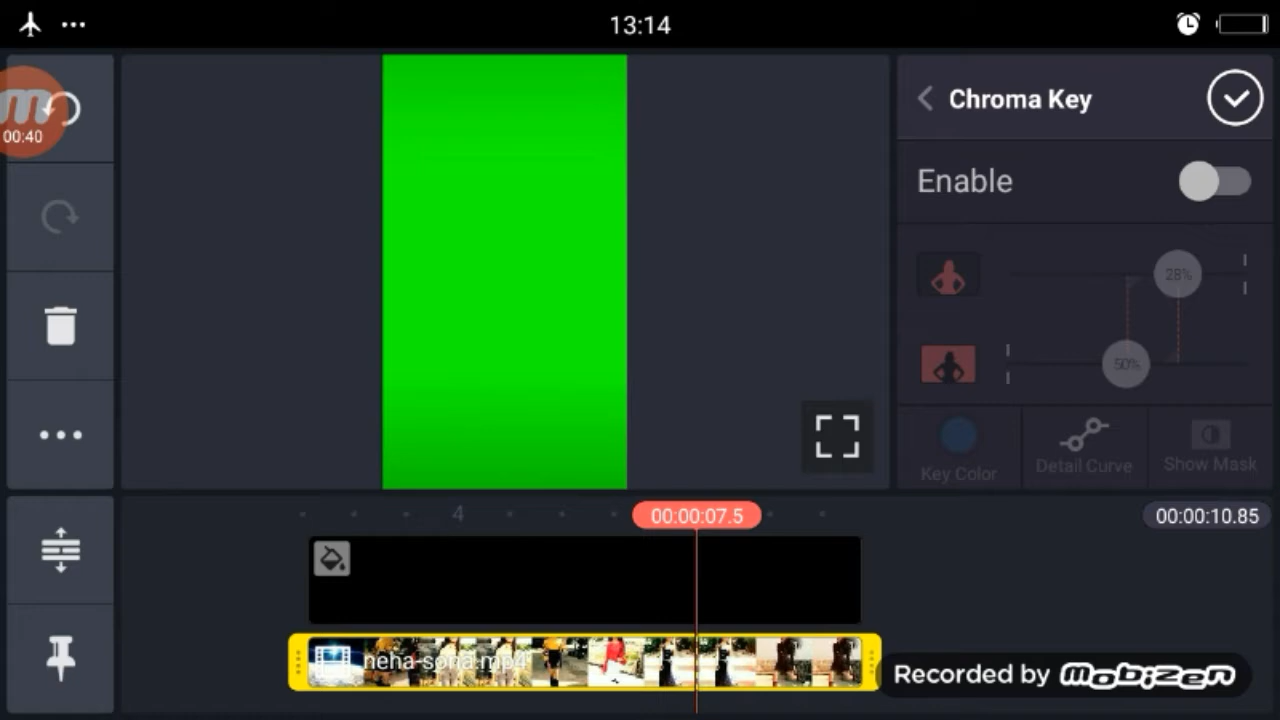 13:14
m
00:40
Chroma Key
Enable
28%
50%
Key Color
Detail Curve
Show Mask
4
00:00:07.5
00:00:10.85
neha-sona.mp4
Recorded by mobizen